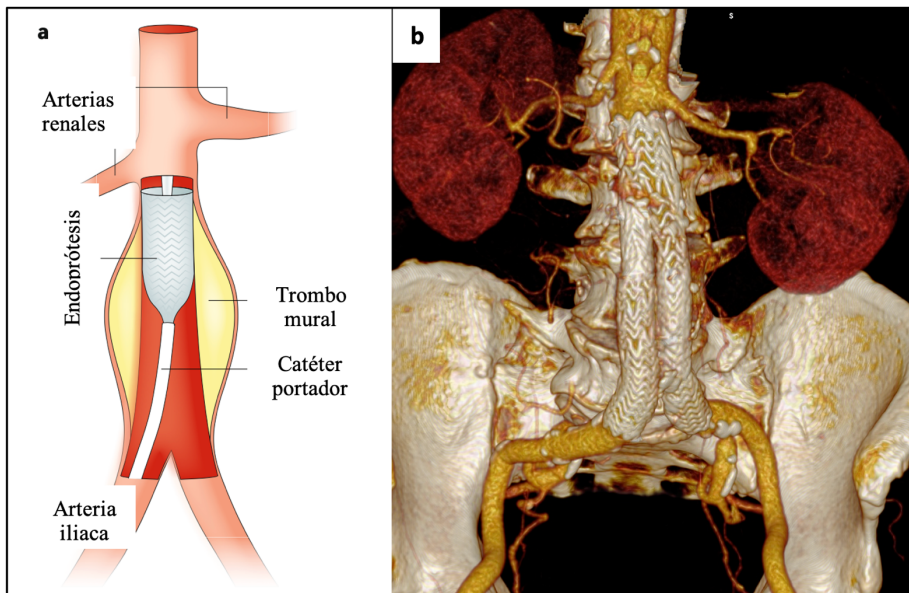 a
Arterias
renales
Endoprótesis
Trombo
mural
Catéter
portador
Arteria
iliaca
b
S